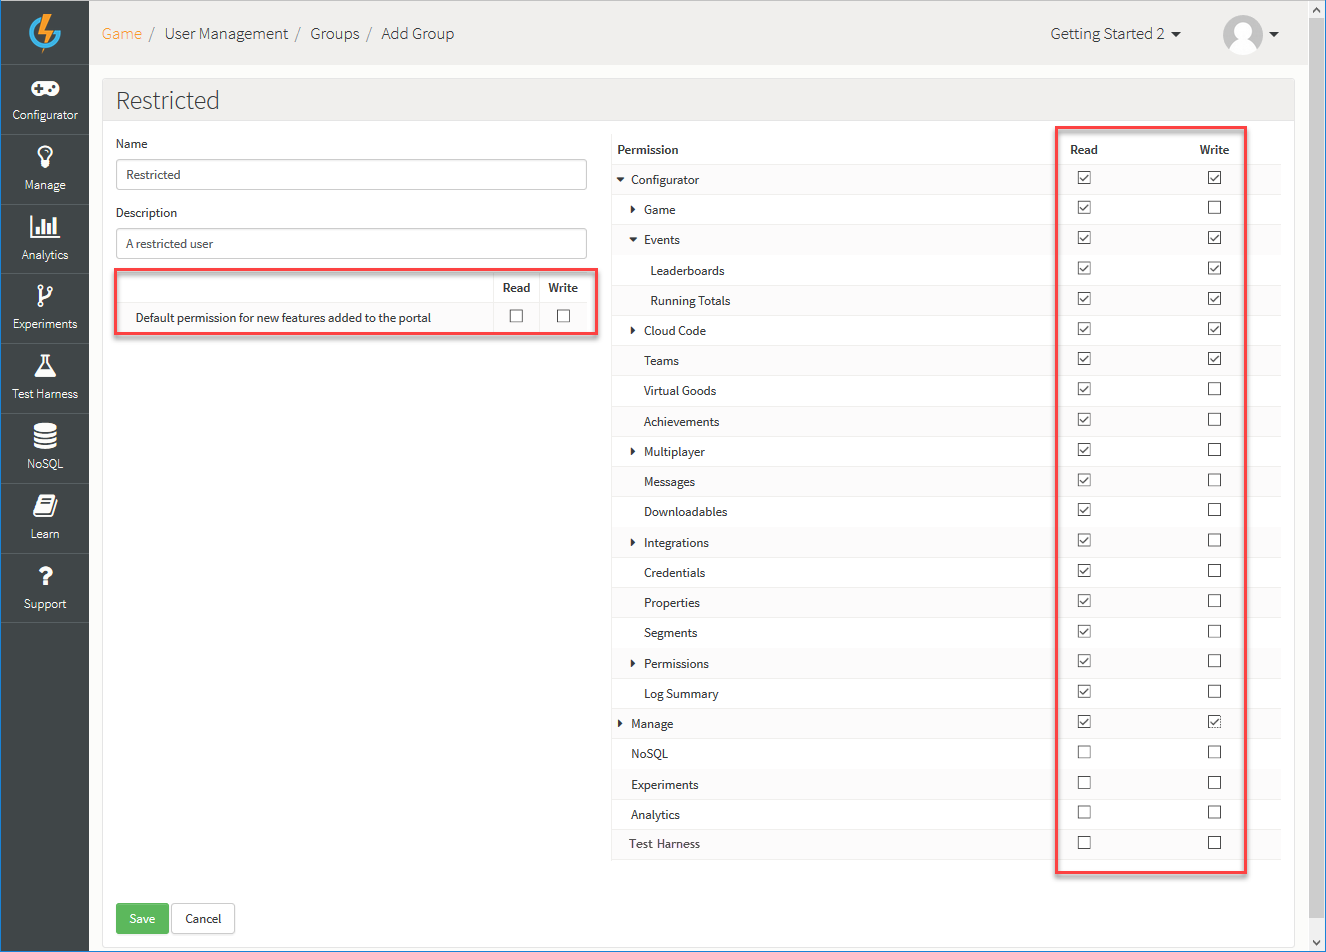 Game / User Management / Groups / Add Group
Getting Started 2
Configurator
Manage
Analytics
Experiments
Test Harness
NoSQL
Learn
? Support
Restricted
Name
Restricted
Description
A restricted user
Read Write
Default permission for new features added to the portal
Permission Read Write
Configurator
Game
Events
Leaderboards
Running Totals
Cloud Code
Teams
Virtual Goods
Achievements
Multiplayer
Messages
Downloadables
Integrations
Credentials
Properties
Segments
Permissions
Log Summary
Manage
NoSQL
Experiments
Analytics
Test Harness
Save Cancel